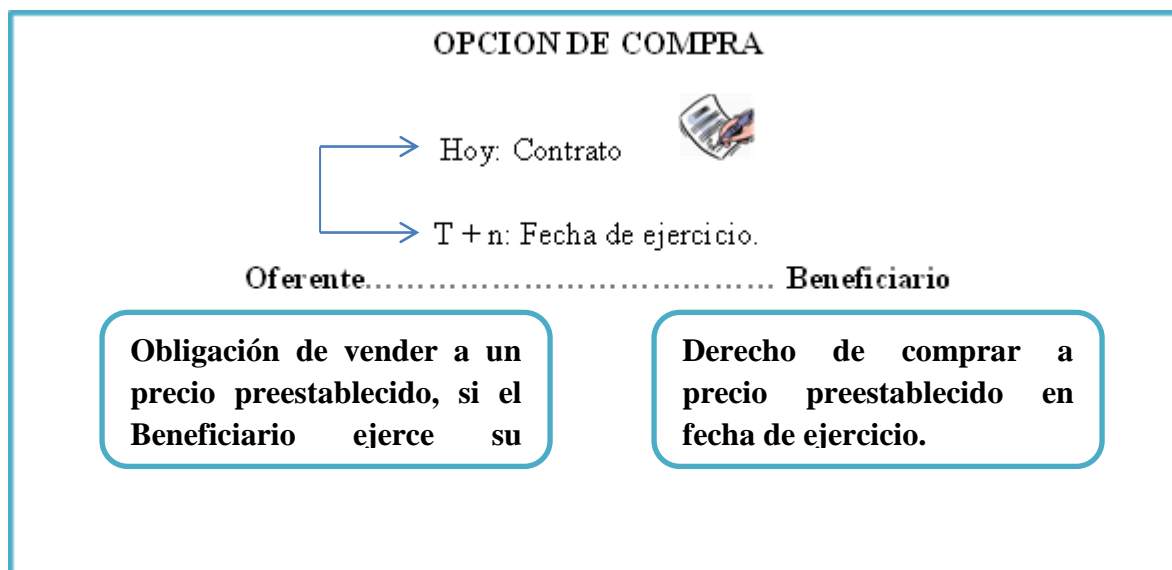 OPCION DE COMPRA
Hoy: Contrato
T + n: Fecha de ejercicio.
Oferente.......................................... Beneficiario
Obligación de vender a un
precio preestablecido, si el
Beneficiario ejerce su
Derecho de comprar a
precio preestablecido en
fecha de ejercicio.